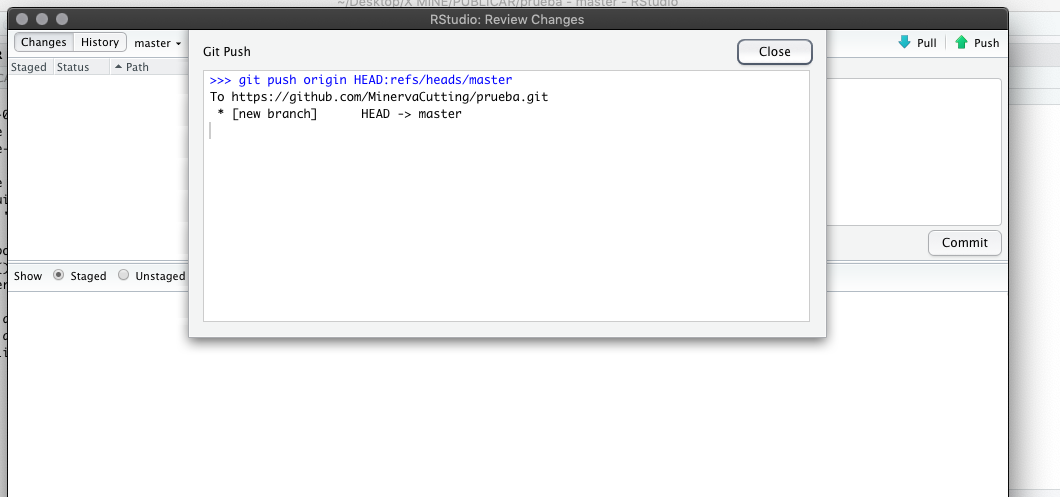 ~/Desktop/X MINE/PUBLICAR/prueba - master - RStudio
RStudio: Review Changes
Changes History master
Pull Push
Staged Status Path
Git Push
Close
>>> git push origin HEAD:refs/heads/master
To https://github.com/MinervaCutting/prueba.git
* [new branch] HEAD -> master
Commit
Show Staged Unstaged